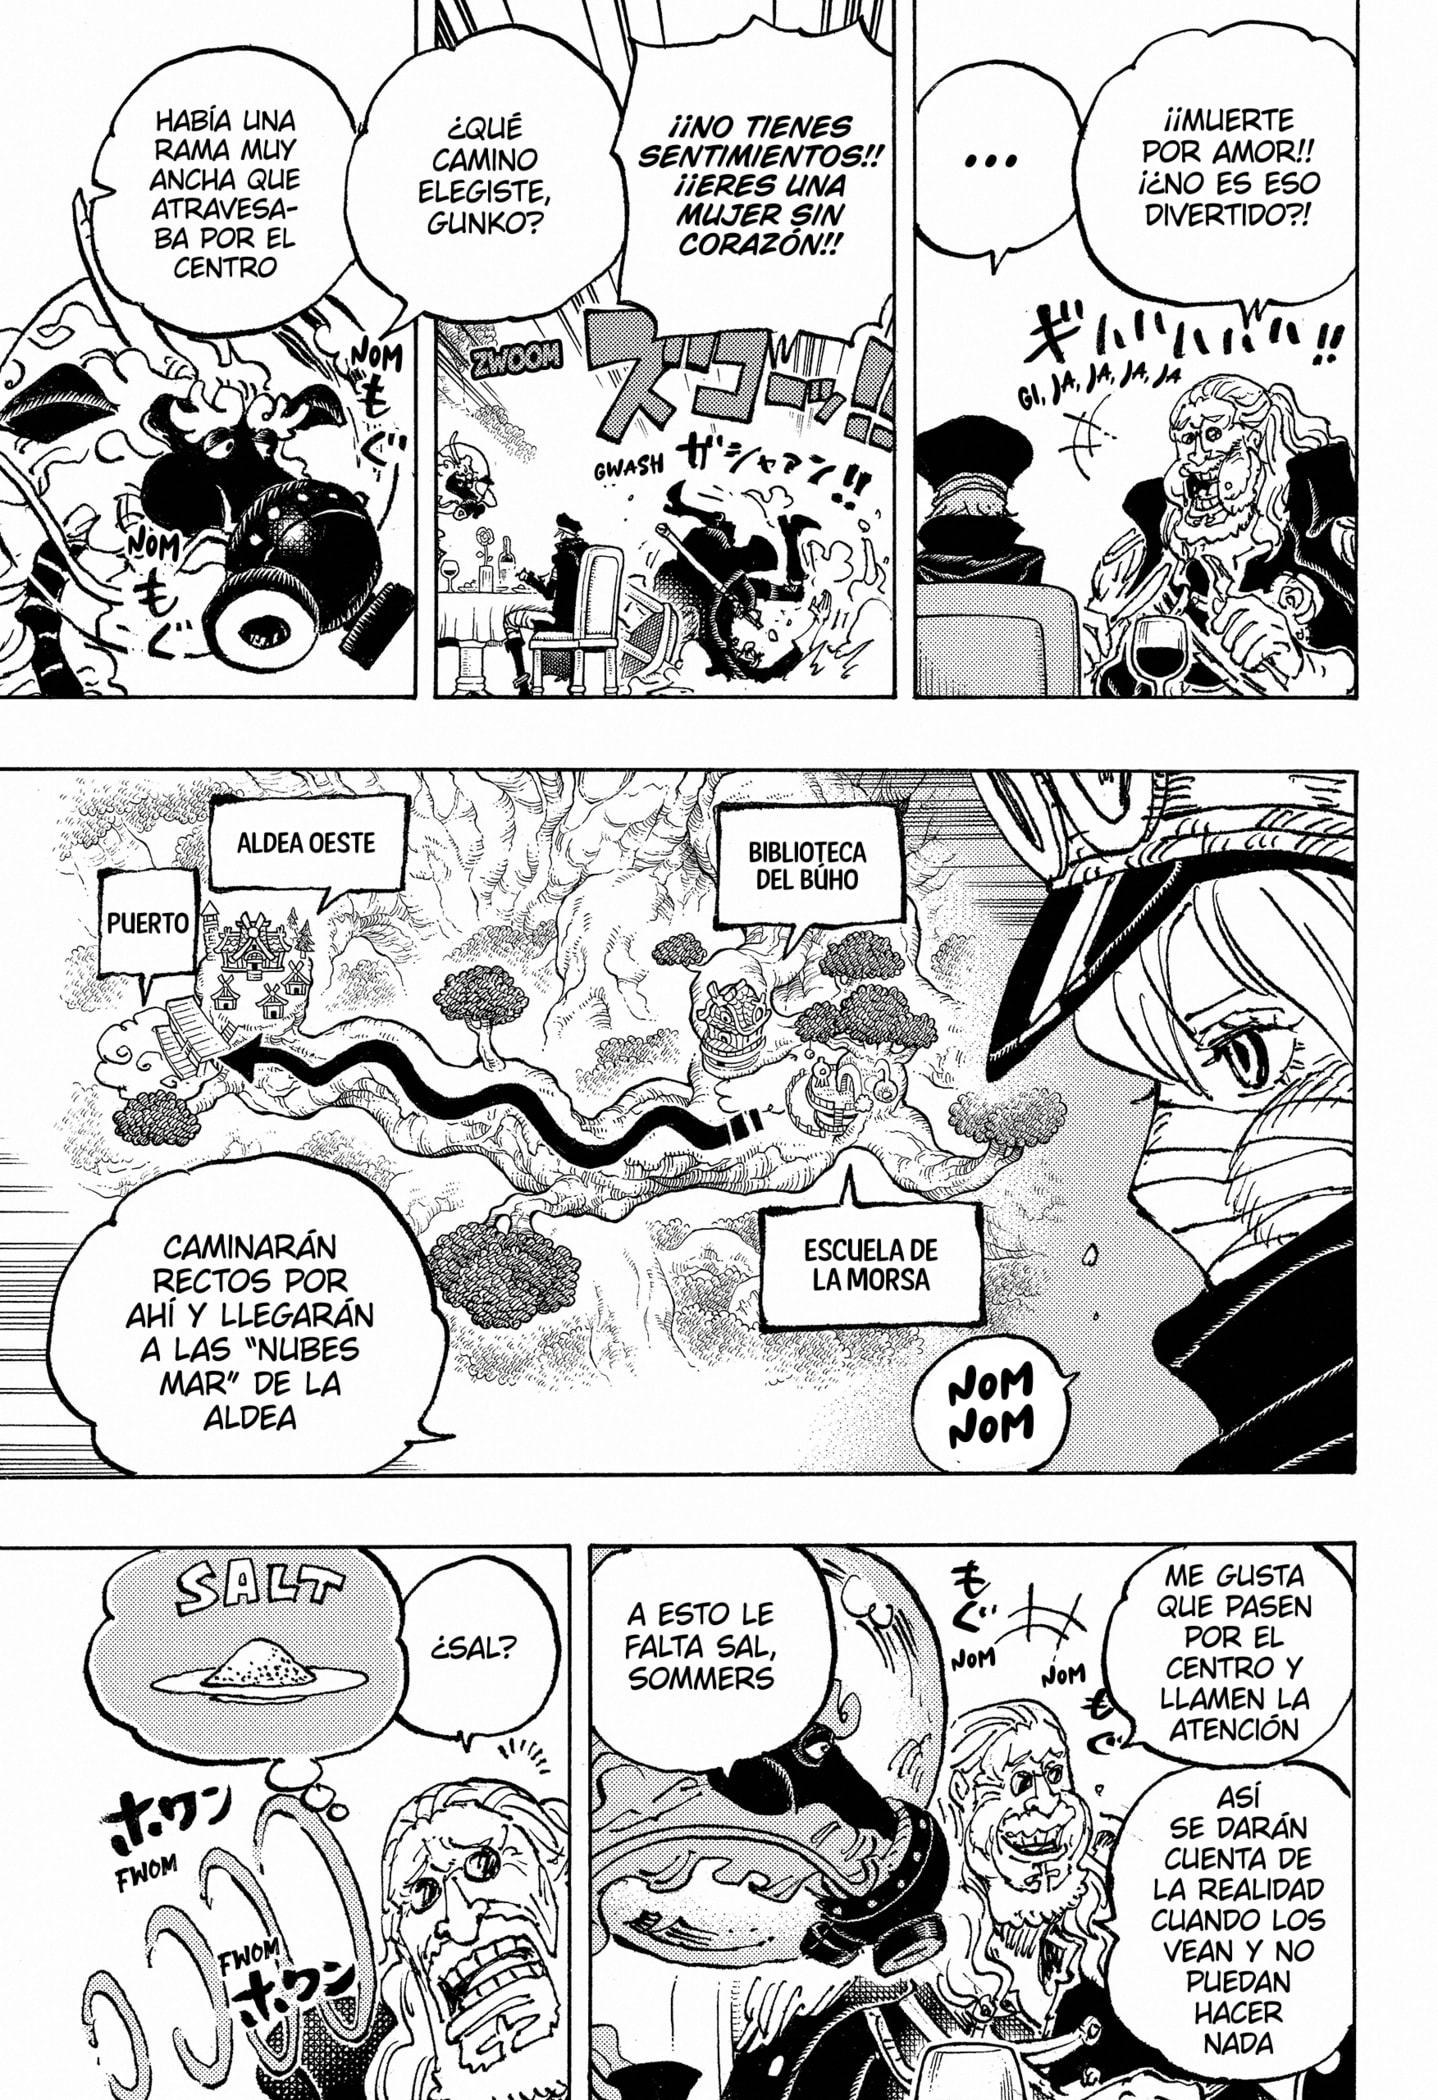 ¡¡MUERTE
POR AMOR!!
¡¿NO ES ESO
DIVERTIDO?!
...
ギハハハハハ!!
GI, JA, JA, JA, JA
¡¡NO TIENES
SENTIMIENTOS!!
¡¡ERES UNA
MUJER SIN
CORAZÓN!!
ZWOOM
ズコーッ!!
GWASH
ガシャアン!!
¿QUÉ
CAMINO
ELEGISTE,
GUNKO?
HABÍA UNA
RAMA MUY
ANCHA QUE
ATRAVESA-
BA POR EL
CENTRO
NOM
もぐ
NOM
もぐ
BIBLIOTECA
DEL BÚHO
ALDEA OESTE
PUERTO
ESCUELA DE
LA MORSA
NOM
NOM
CAMINARÁN
RECTOS POR
AHÍ Y LLEGARÁN
A LAS "NUBES
MAR" DE LA
ALDEA
ME GUSTA
QUE PASEN
POR EL
CENTRO Y
LLAMEN LA
ATENCIÓN
ASÍ
SE DARÁN
CUENTA DE
LA REALIDAD
CUANDO LOS
VEAN Y NO
PUEDAN
HACER
NADA
もぐ
NOM
NOM
もぐ
A ESTO LE
FALTA SAL,
SOMMERS
¿SAL?
SALT
ホワン
FWOM
FWOM
ホワン